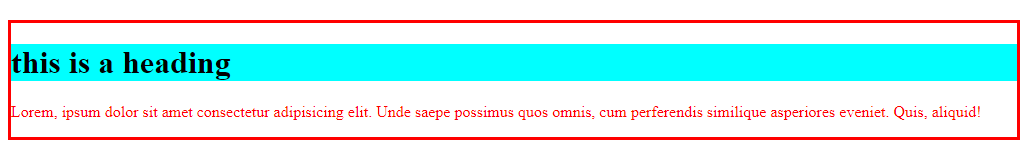 this is a heading
Lorem, ipsum dolor sit amet consectetur adipisicing elit. Unde saepe possimus quos omnis, cum perferendis similique asperiores eveniet. Quis, aliquid!